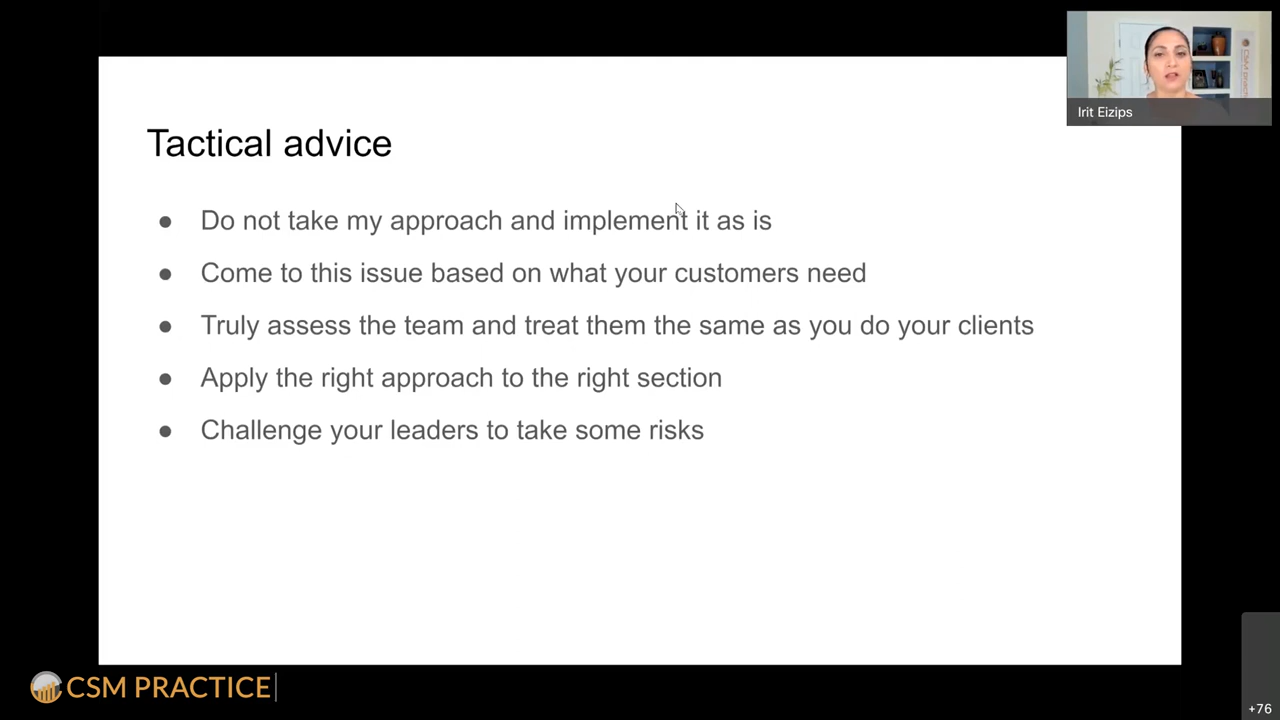 Irit Eizips
Tactical advice
● Do not take my approach and implement it as is
● Come to this issue based on what your customers need
● Truly assess the team and treat them the same as you do your clients
● Apply the right approach to the right section
● Challenge your leaders to take some risks
CSM PRACTICE
+76